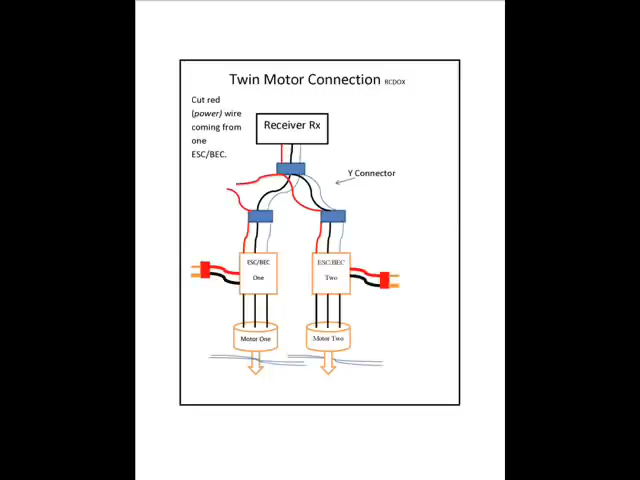 Twin Motor Connection RCDOX
Cut red
(power) wire
coming from
one
ESC/BEC.
Receiver Rx
Y Connector
ESC/BEC
One
ESC.BEC
Two
Motor One
Motor Two